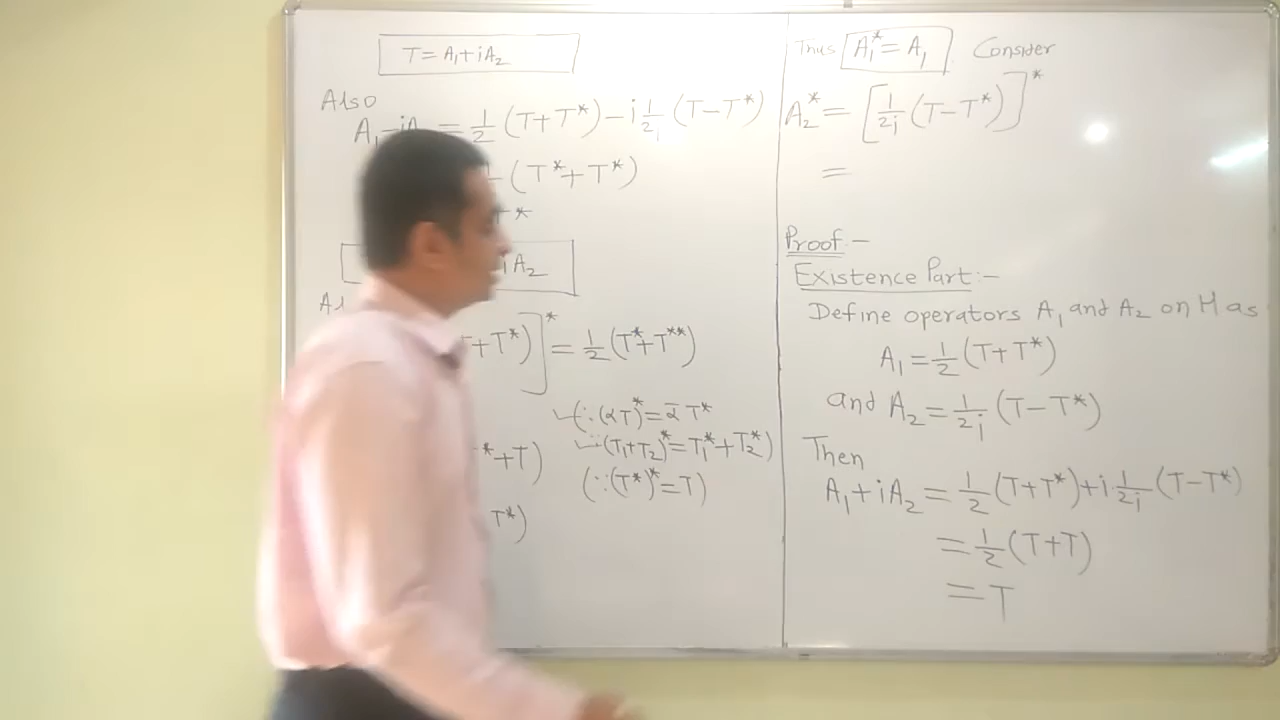 T = A₁ + iA₂
Also
A₁ - iA = ½ (T + T*) - i 1/2i (T - T*)
(T* + T*)
*
A₂
+ T*)]* = ½ (T* + T**)
(∵ (αT)* = ᾱ T*
* + T) ∵ (T₁ + T₂)* = T₁* + T₂*)
(∵ (T*)* = T)
T*)
Thus A₁* = A₁. Consider
A₂* = [1/2i (T - T*)]*
=
Proof :-
Existence Part :-
Define operators A₁ and A₂ on H as
A₁ = ½ (T + T*)
and A₂ = 1/2i (T - T*)
Then
A₁ + iA₂ = ½ (T + T*) + i · 1/2i (T - T*)
= ½ (T + T)
= T